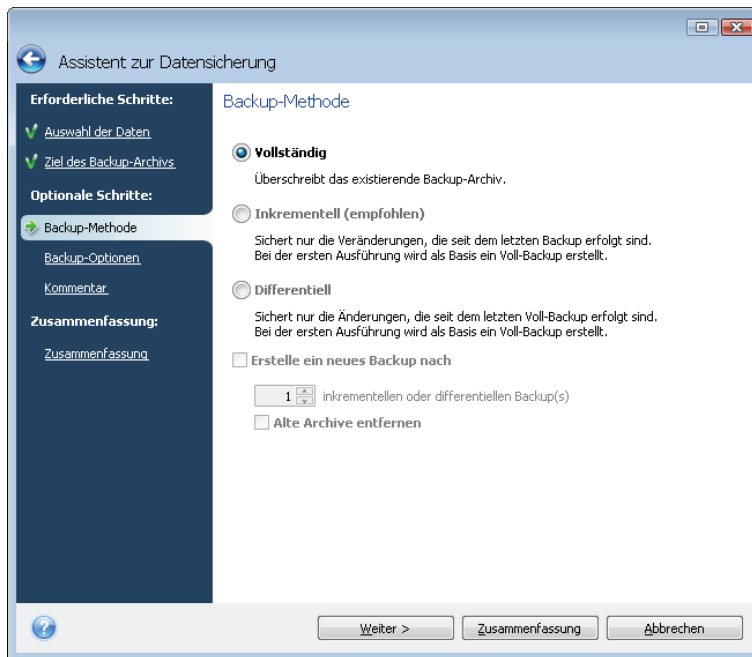 Assistent zur Datensicherung
Erforderliche Schritte:
Auswahl der Daten
Ziel des Backup-Archivs
Optionale Schritte:
Backup-Methode
Backup-Optionen
Kommentar
Zusammenfassung:
Zusammenfassung
Backup-Methode
Vollständig
Überschreibt das existierende Backup-Archiv.
Inkrementell (empfohlen)
Sichert nur die Veränderungen, die seit dem letzten Backup erfolgt sind.
Bei der ersten Ausführung wird als Basis ein Voll-Backup erstellt.
Differentiell
Sichert nur die Änderungen, die seit dem letzten Voll-Backup erfolgt sind.
Bei der ersten Ausführung wird als Basis ein Voll-Backup erstellt.
Erstelle ein neues Backup nach
1 inkrementellen oder differentiellen Backup(s)
Alte Archive entfernen
?
Weiter > Zusammenfassung Abbrechen